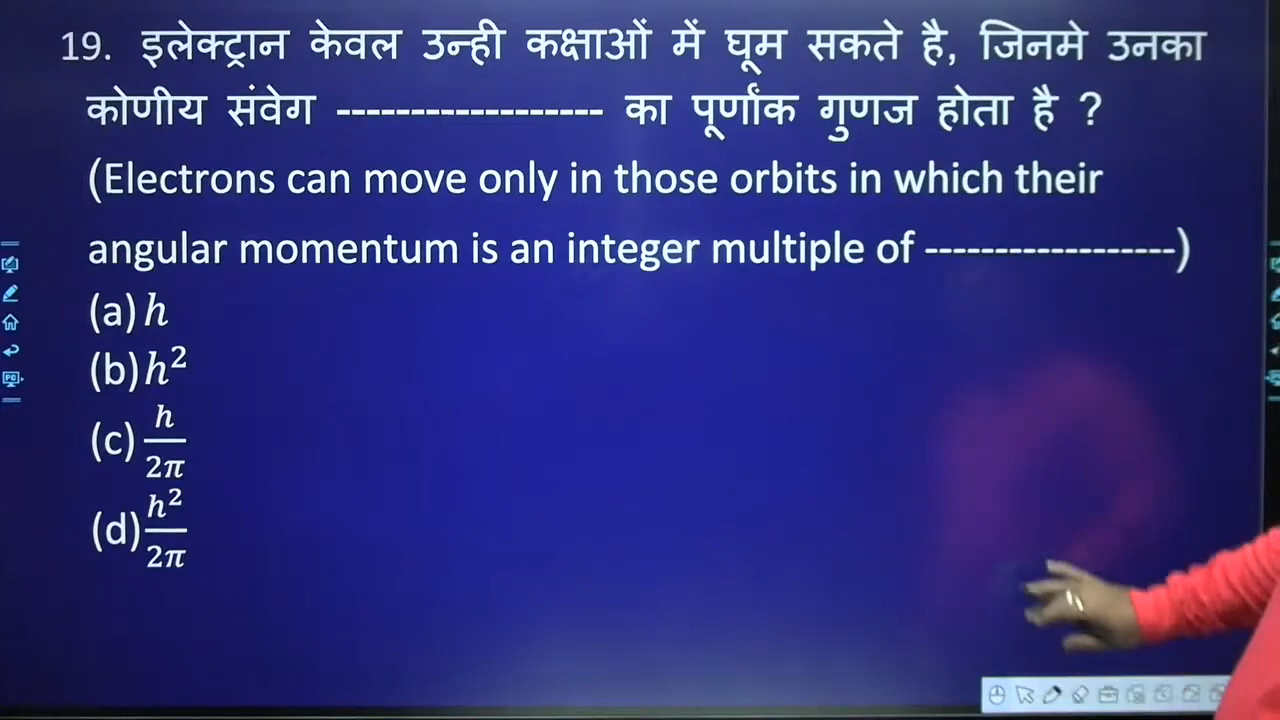 19. इलेक्ट्रान केवल उन्ही कक्षाओं में घूम सकते है, जिनमे उनका
कोणीय संवेग ------------------ का पूर्णांक गुणज होता है ?
(Electrons can move only in those orbits in which their
angular momentum is an integer multiple of ------------------)
(a) h
(b) h²
(c) h/2π
(d) h²/2π